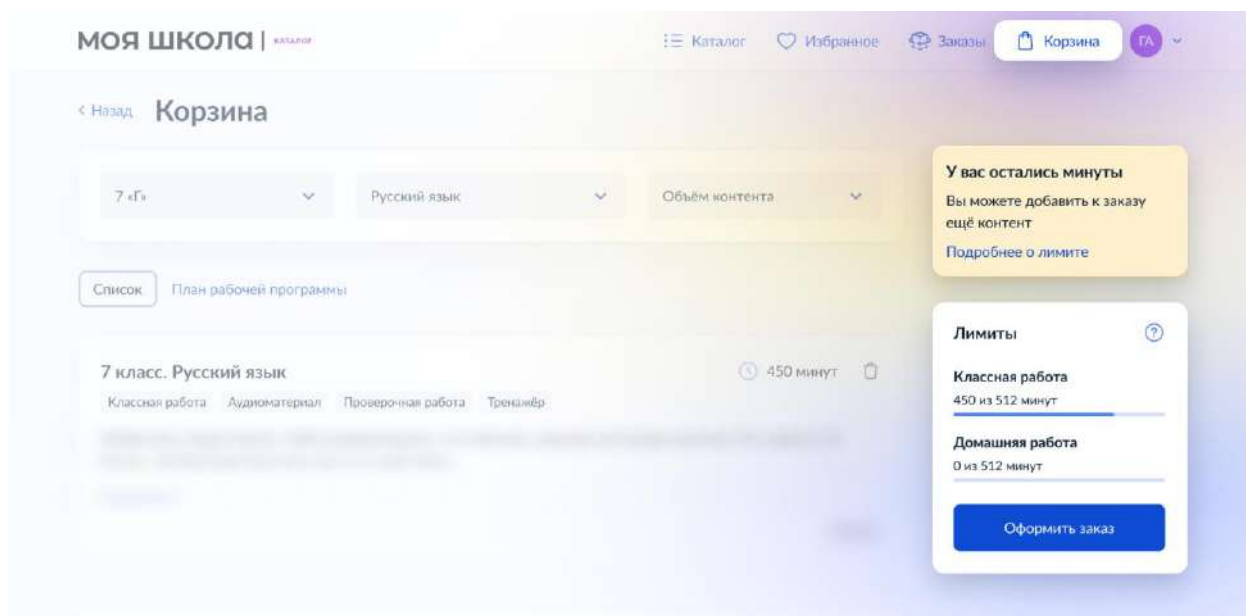 МОЯ ШКОЛА | КАТАЛОГ
Каталог Избранное Заказы Корзина ГА
< Назад Корзина
7 «Г» Русский язык Объём контента
У вас остались минуты
Вы можете добавить к заказу
ещё контент
Подробнее о лимите
Список План рабочей программы
Лимиты ?
7 класс. Русский язык 450 минут
Классная работа Аудиоматериал Проверочная работа Тренажёр
Классная работа
450 из 512 минут
Домашняя работа
0 из 512 минут
Оформить заказ